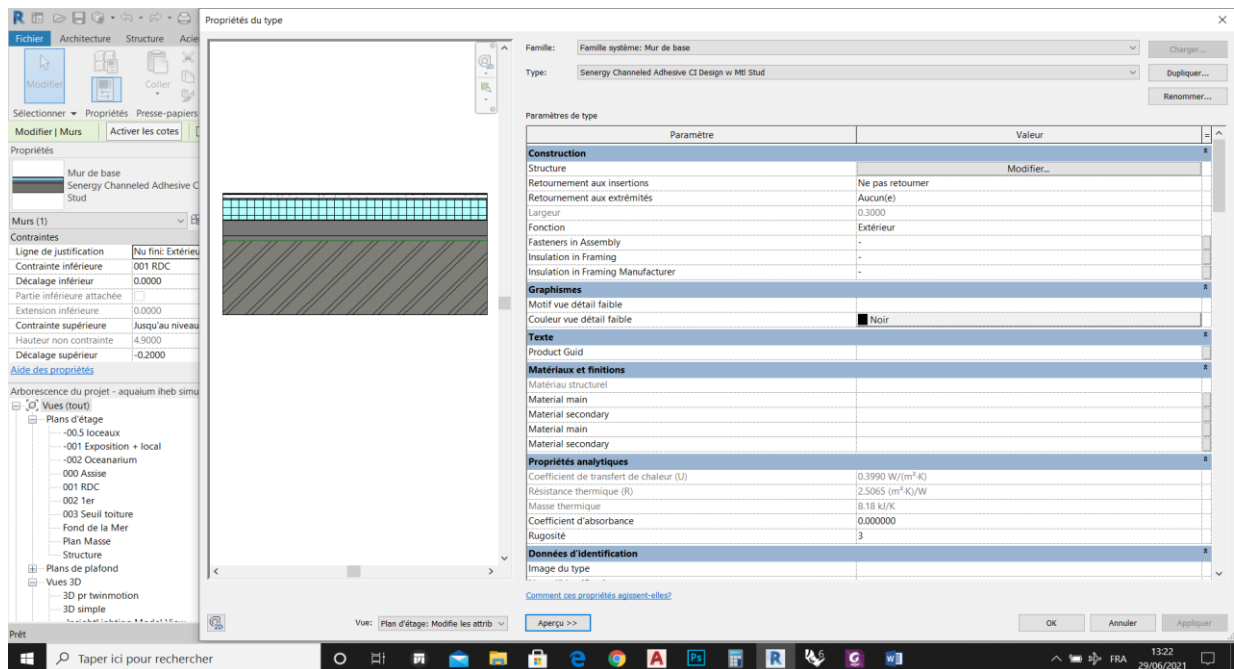 Propriétés du type
Fichier Architecture Structure Acie
Modifier
Coller
Sélectionner Propriétés Presse-papiers
Modifier | Murs Activer les cotes
Propriétés
Mur de base
Senergy Channeled Adhesive C
Stud
Murs (1)
Contraintes
Ligne de justification Nu fini: Extérieu
Contrainte inférieure 001 RDC
Décalage inférieur 0.0000
Partie inférieure attachée
Extension inférieure 0.0000
Contrainte supérieure Jusqu'au niveau
Hauteur non contrainte 4.9000
Décalage supérieur -0.2000
Aide des propriétés
Arborescence du projet - aquaium iheb simu
Vues (tout)
Plans d'étage
-00.5 loceaux
-001 Exposition + local
-002 Oceanarium
000 Assise
001 RDC
002 1er
003 Seuil toiture
Fond de la Mer
Plan Masse
Structure
Plans de plafond
Vues 3D
3D pr twinmotion
3D simple
Prêt
Famille: Famille système: Mur de base Charger...
Type: Senergy Channeled Adhesive CI Design w Mtl Stud Dupliquer...
Renommer...
Paramètres de type
Paramètre Valeur =
Construction
Structure Modifier...
Retournement aux insertions Ne pas retourner
Retournement aux extrémités Aucun(e)
Largeur 0.3000
Fonction Extérieur
Fasteners in Assembly -
Insulation in Framing -
Insulation in Framing Manufacturer -
Graphismes
Motif vue détail faible
Couleur vue détail faible Noir
Texte
Product Guid
Matériaux et finitions
Matériau structurel
Material main
Material secondary
Material main
Material secondary
Propriétés analytiques
Coefficient de transfert de chaleur (U) 0.3990 W/(m²·K)
Résistance thermique (R) 2.5065 (m²·K)/W
Masse thermique 8.18 kJ/K
Coefficient d'absorbance 0.000000
Rugosité 3
Données d'identification
Image du type
Comment ces propriétés agissent-elles?
Vue: Plan d'étage: Modifie les attrib Aperçu >> OK Annuler Appliquer
Taper ici pour rechercher
FRA 13:22
29/06/2021